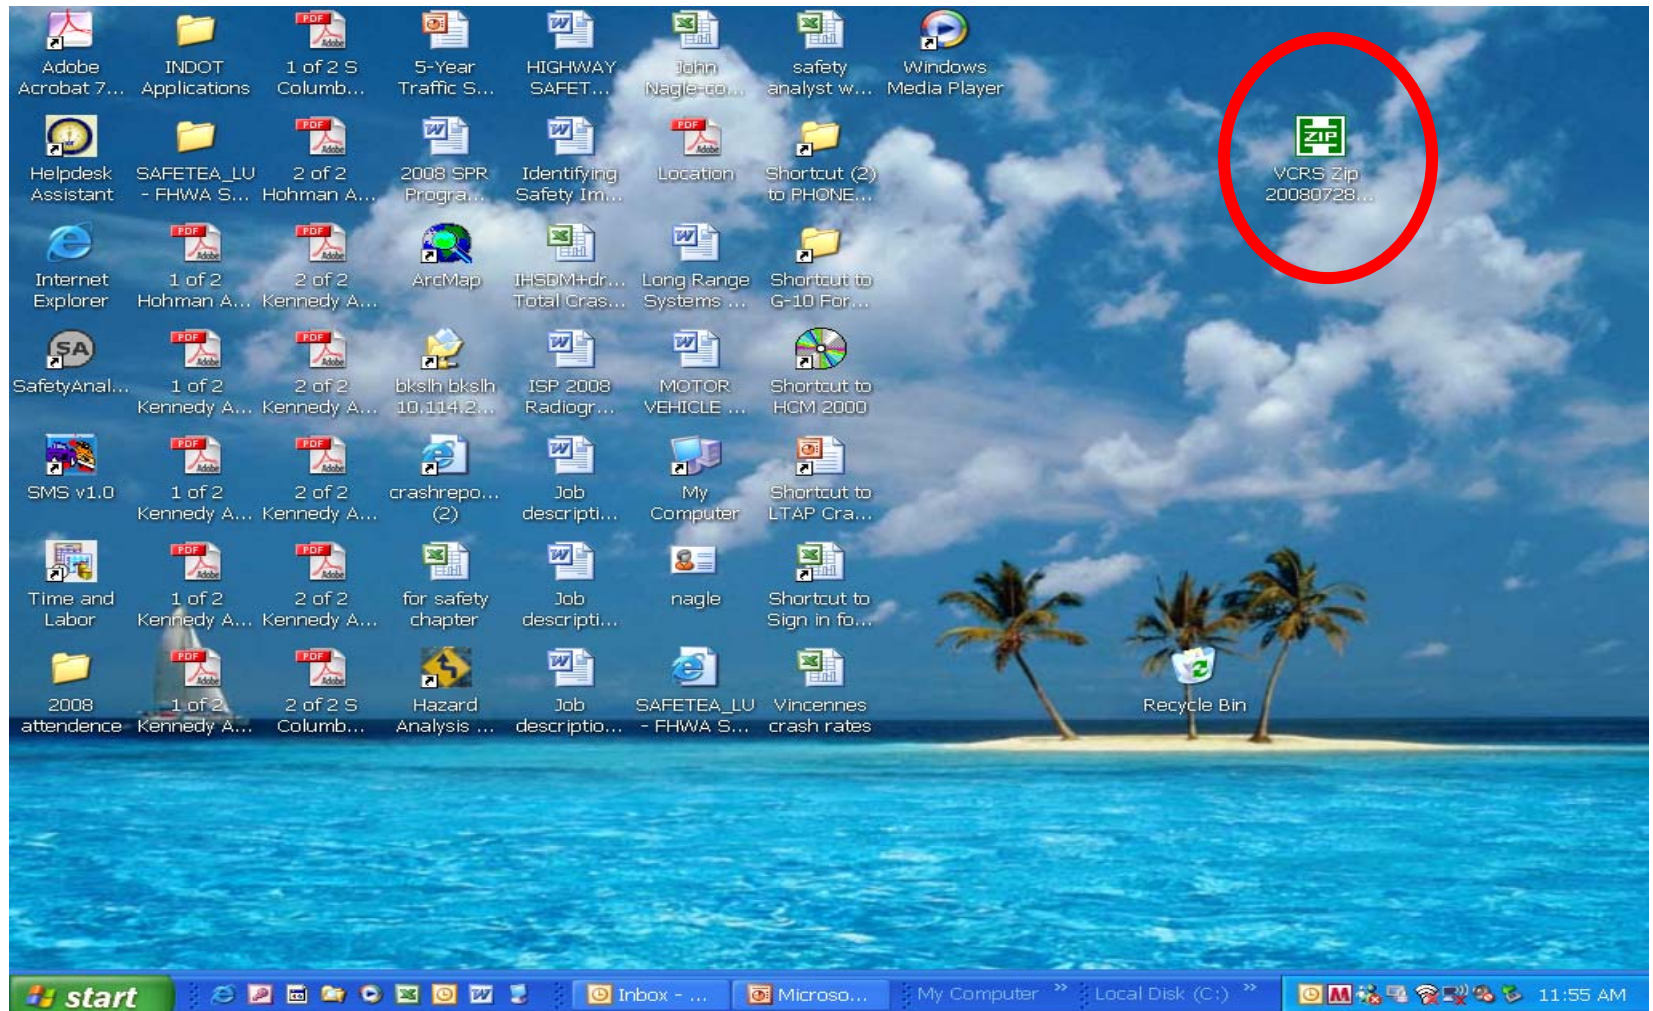 Adobe
Acrobat 7...
INDOT
Applications
1 of 2 S
Columb...
5-Year
Traffic S...
HIGHWAY
SAFET...
John
Nagle-co...
safety
analyst w...
Windows
Media Player
Helpdesk
Assistant
SAFETEA_LU
- FHWA S...
2 of 2
Hohman A...
2008 SPR
Progra...
Identifying
Safety Im...
Location
Shortcut (2)
to PHONE...
ZIP
VCRS Zip
20080728...
Internet
Explorer
1 of 2
Hohman A...
2 of 2
Kennedy A...
ArcMap
IHSDM+dr...
Total Cras...
Long Range
Systems ...
Shortcut to
G-10 For...
SA
SafetyAnal...
1 of 2
Kennedy A...
2 of 2
Kennedy A...
bkslh bkslh
10.114.2...
ISP 2008
Radiogr...
MOTOR
VEHICLE ...
Shortcut to
HCM 2000
SMS v1.0
1 of 2
Kennedy A...
2 of 2
Kennedy A...
crashrepo...
(2)
Job
descripti...
My
Computer
Shortcut to
LTAP Cra...
Time and
Labor
1 of 2
Kennedy A...
2 of 2
Kennedy A...
for safety
chapter
Job
descripti...
nagle
Shortcut to
Sign in fo...
2008
attendence
1 of 2
Kennedy A...
2 of 2 S
Columb...
Hazard
Analysis ...
Job
descriptio...
SAFETEA_LU
- FHWA S...
Vincennes
crash rates
Recycle Bin
start
Inbox - ...
Microso...
My Computer »
Local Disk (C:) »
11:55 AM